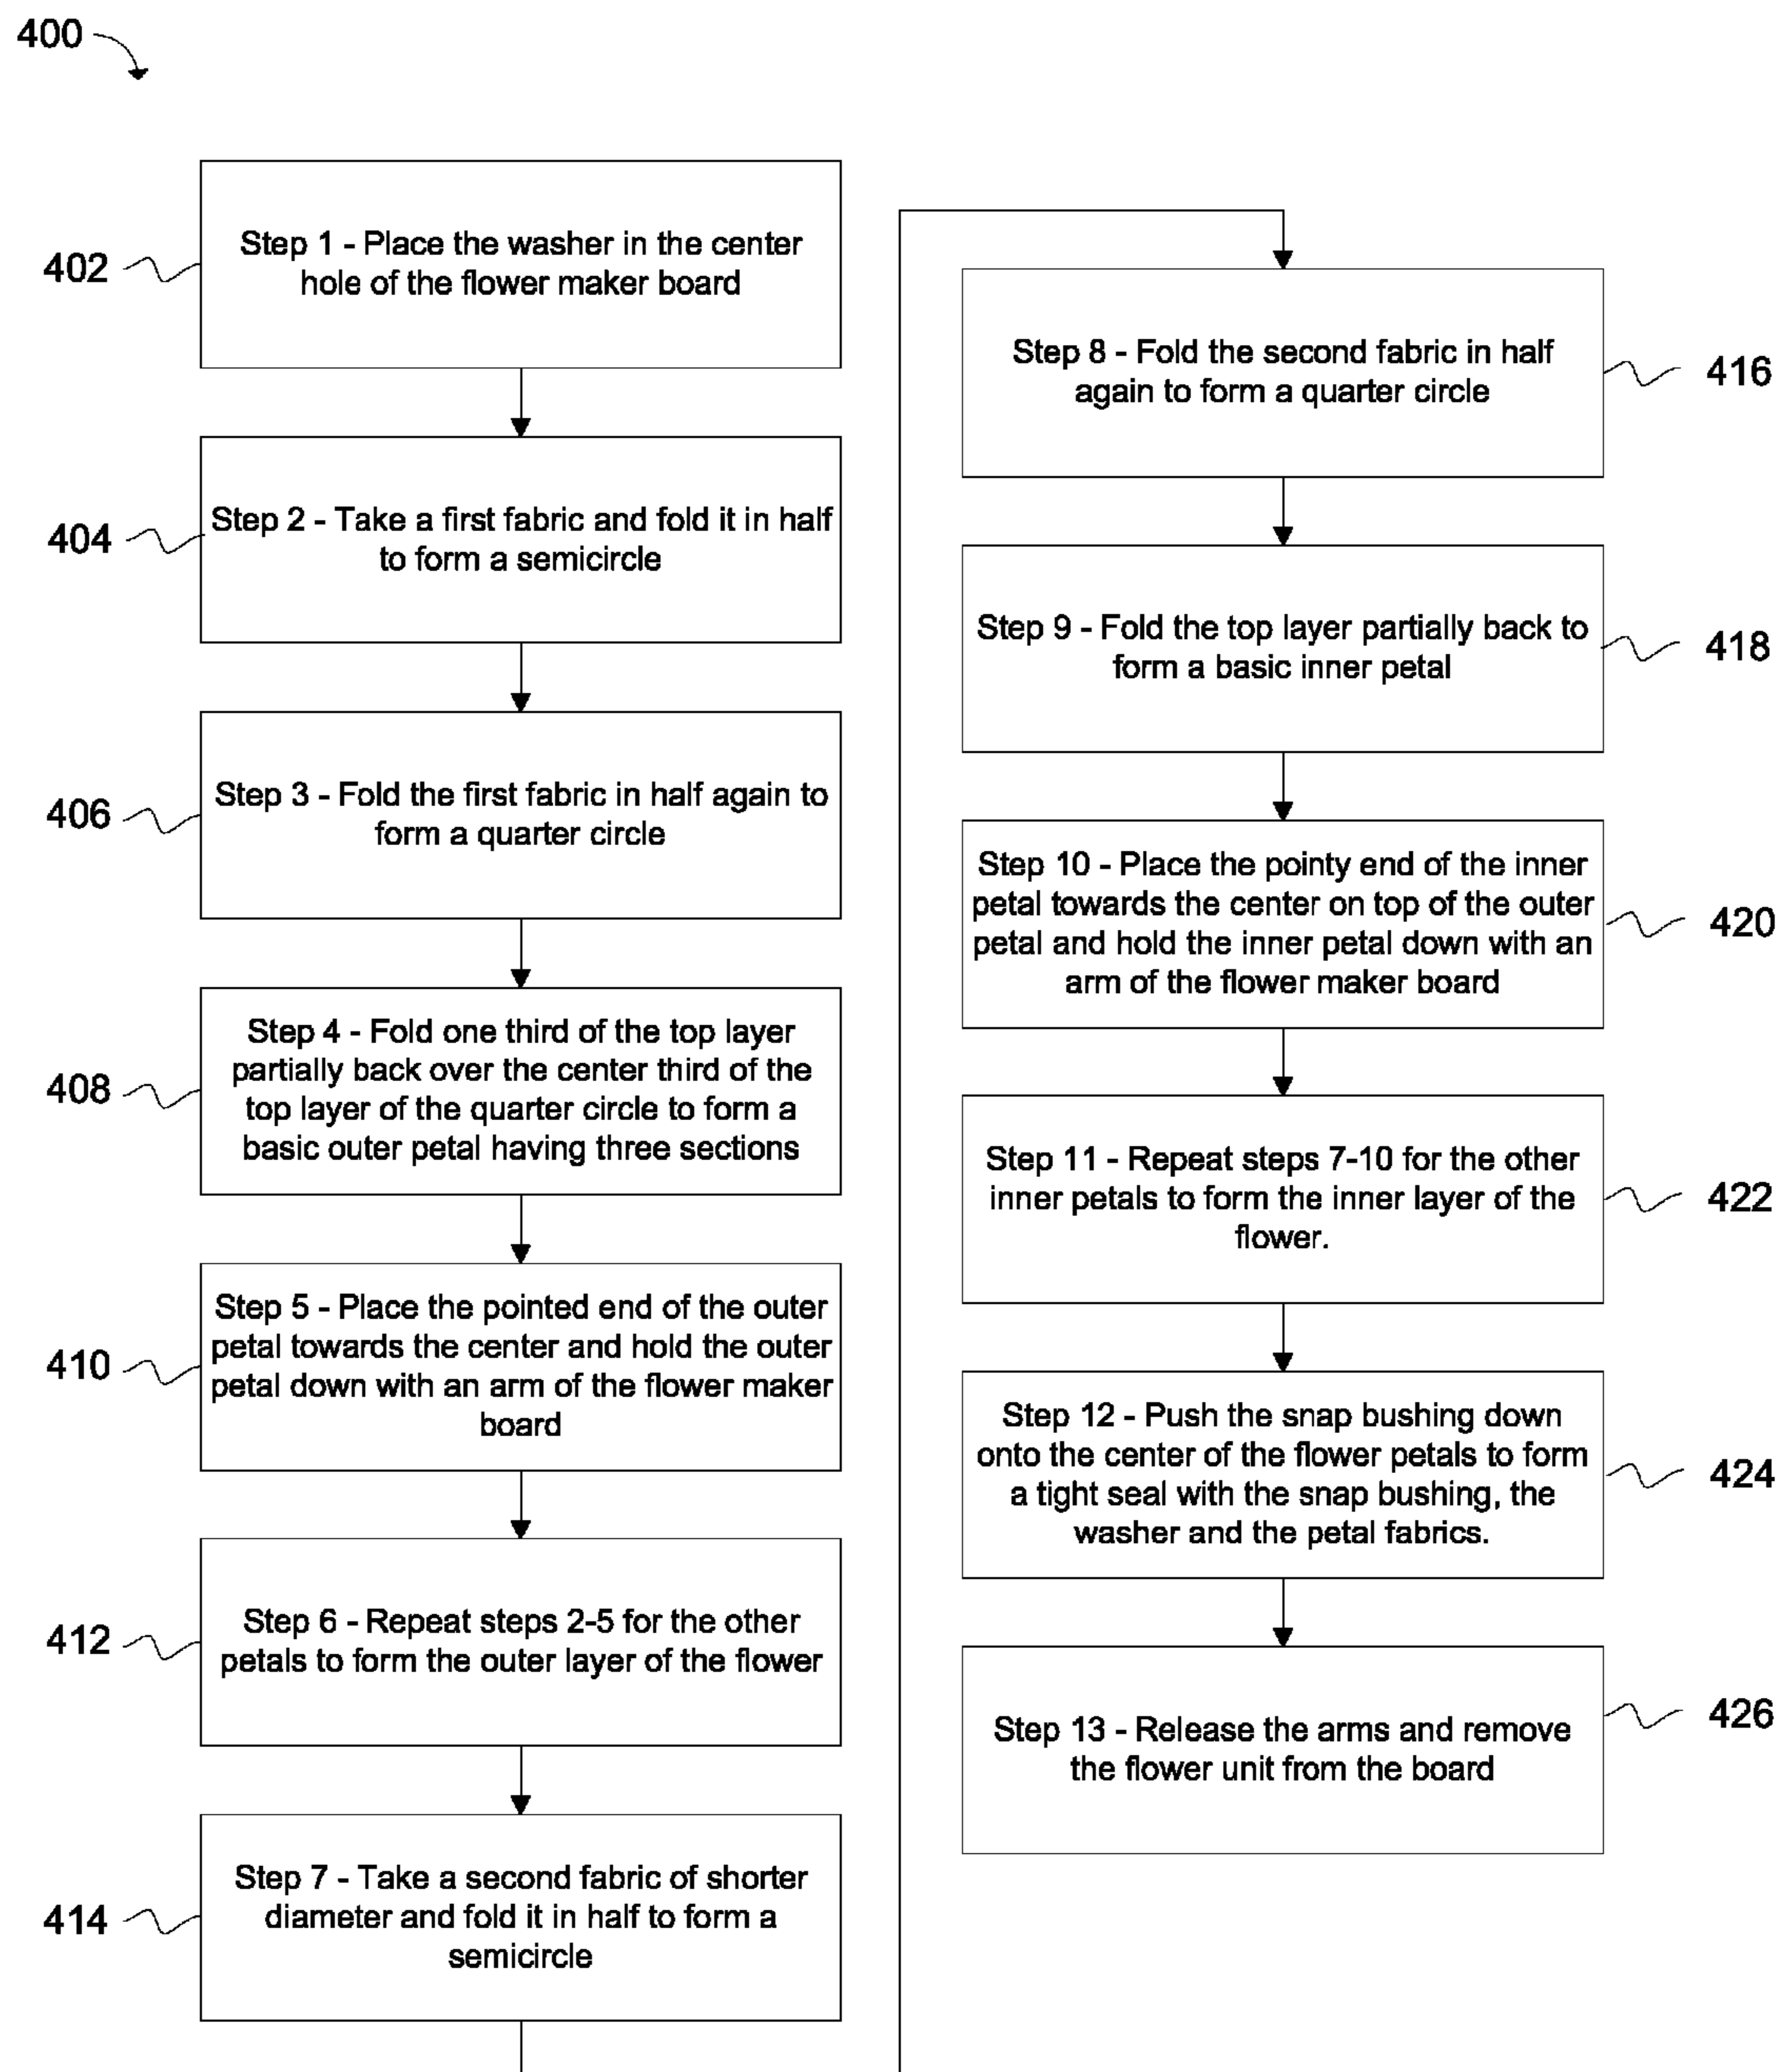 400
402
Step 1 - Place the washer in the center
hole of the flower maker board
404
Step 2 - Take a first fabric and fold it in half
to form a semicircle
406
Step 3 - Fold the first fabric in half again to
form a quarter circle
408
Step 4 - Fold one third of the top layer
partially back over the center third of the
top layer of the quarter circle to form a
basic outer petal having three sections
410
Step 5 - Place the pointed end of the outer
petal towards the center and hold the outer
petal down with an arm of the flower maker
board
412
Step 6 - Repeat steps 2-5 for the other
petals to form the outer layer of the flower
414
Step 7 - Take a second fabric of shorter
diameter and fold it in half to form a
semicircle
Step 8 - Fold the second fabric in half
again to form a quarter circle
416
Step 9 - Fold the top layer partially back to
form a basic inner petal
418
Step 10 - Place the pointy end of the inner
petal towards the center on top of the outer
petal and hold the inner petal down with an
arm of the flower maker board
420
Step 11 - Repeat steps 7-10 for the other
inner petals to form the inner layer of the
flower.
422
Step 12 - Push the snap bushing down
onto the center of the flower petals to form
a tight seal with the snap bushing, the
washer and the petal fabrics.
424
Step 13 - Release the arms and remove
the flower unit from the board
426